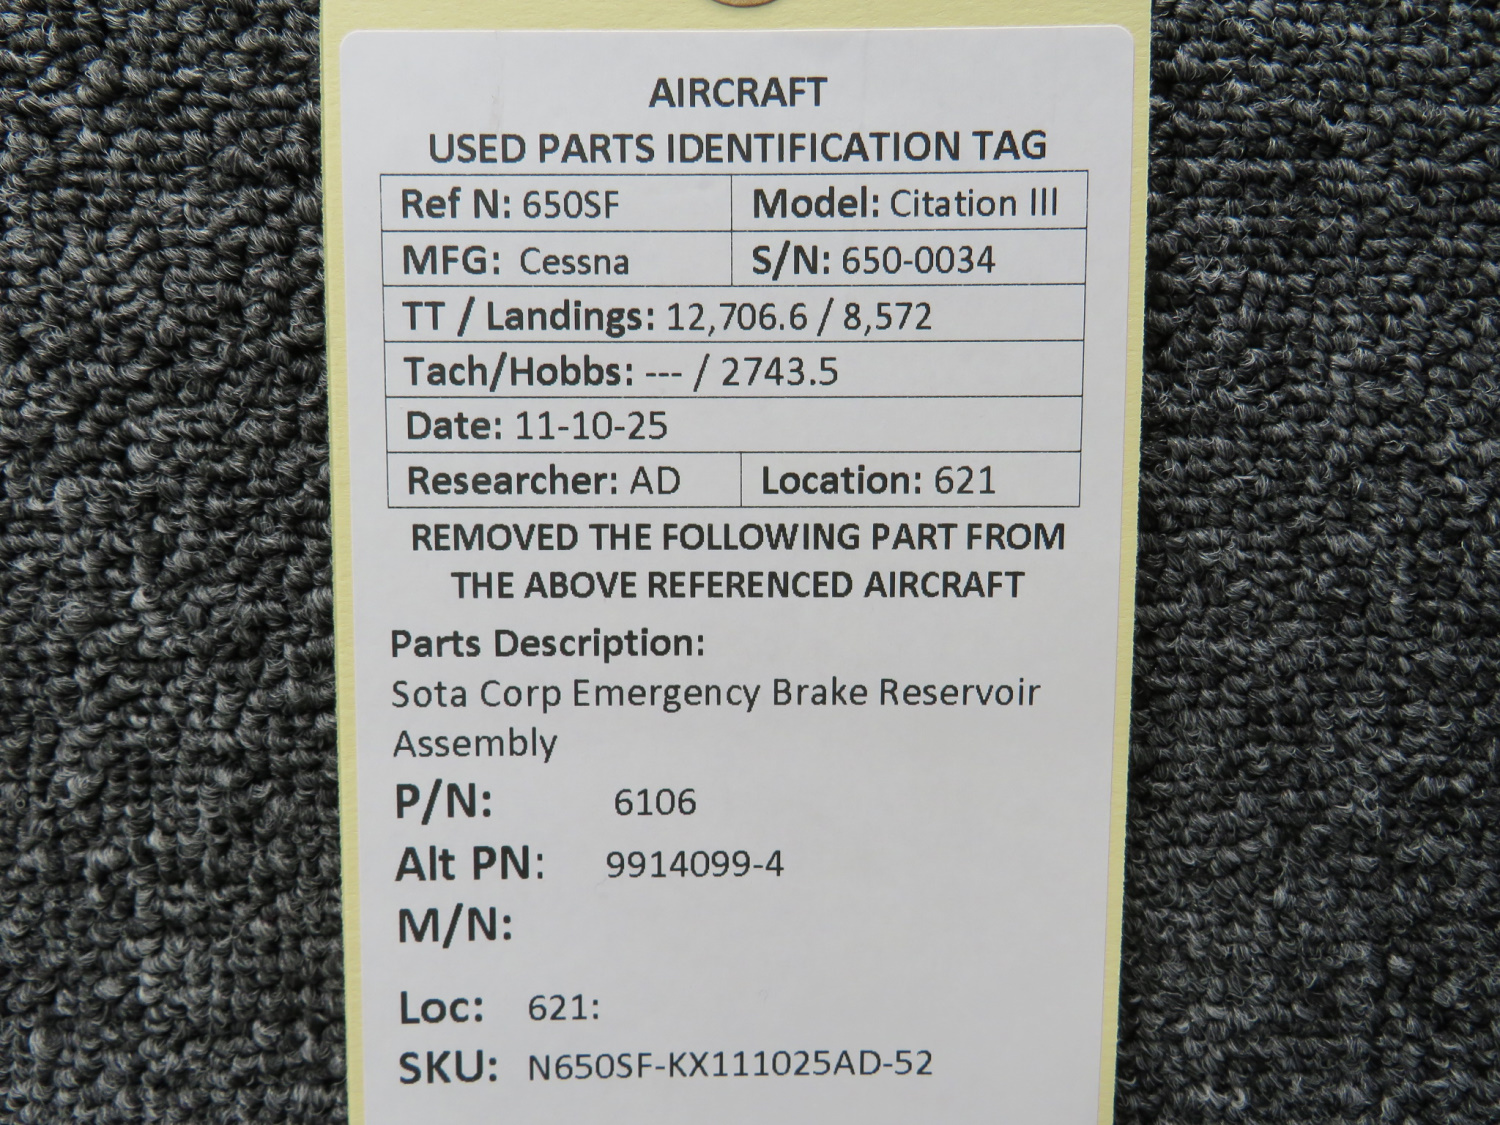 AIRCRAFT
USED PARTS IDENTIFICATION TAG
Ref N: 650SF Model: Citation III
MFG: Cessna S/N: 650-0034
TT / Landings: 12,706.6 / 8,572
Tach/Hobbs: --- / 2743.5
Date: 11-10-25
Researcher: AD Location: 621
REMOVED THE FOLLOWING PART FROM
THE ABOVE REFERENCED AIRCRAFT
Parts Description:
Sota Corp Emergency Brake Reservoir
Assembly
P/N: 6106
Alt PN: 9914099-4
M/N:
Loc: 621:
SKU: N650SF-KX111025AD-52